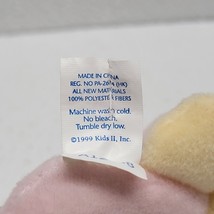 MADE IN CHINA
REG. NO PA-2674 (HK)
ALL NEW MATERIALS
100% POLYESTER FIBERS
Machine wash cold.
No bleach.
Tumble dry low.
©1999 Kids II, Inc.